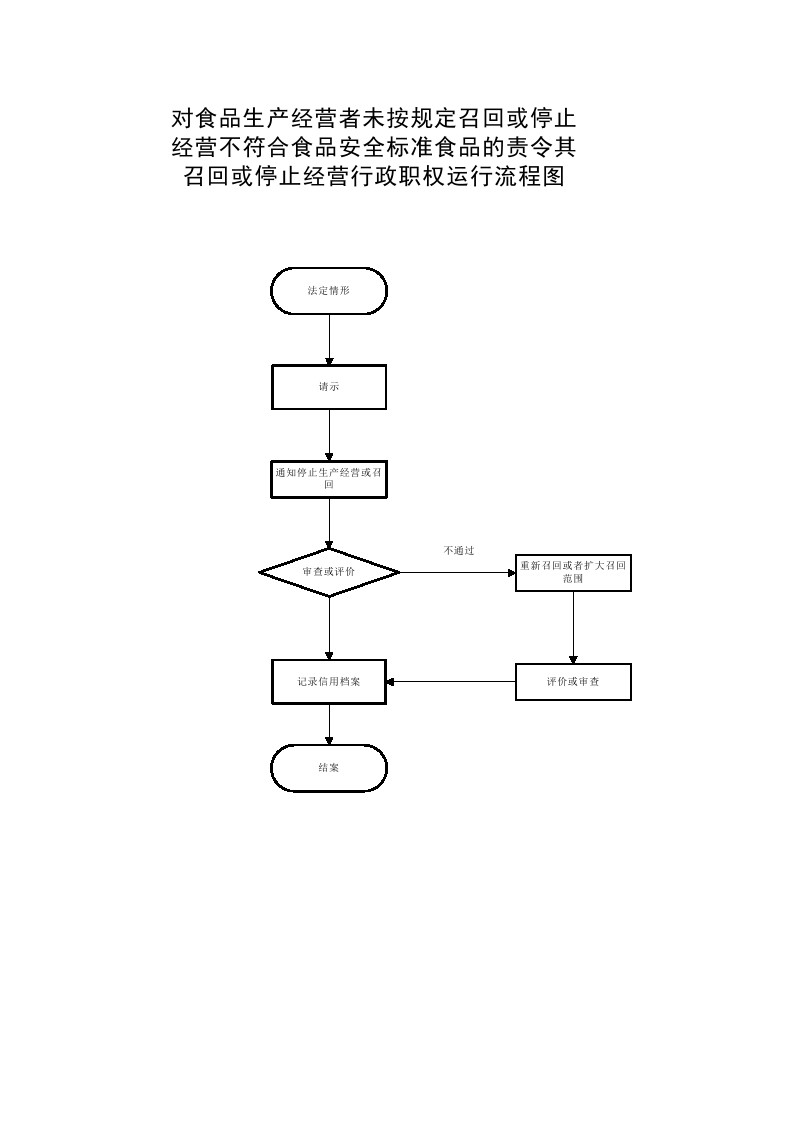 对食品生产经营者未按规定召回或停止
经营不符合食品安全标准食品的责令其
召回或停止经营行政职权运行流程图
法定情形
请示
通知停止生产经营或召
回
审查或评价
不通过
重新召回或者扩大召回
范围
记录信用档案
评价或审查
结案